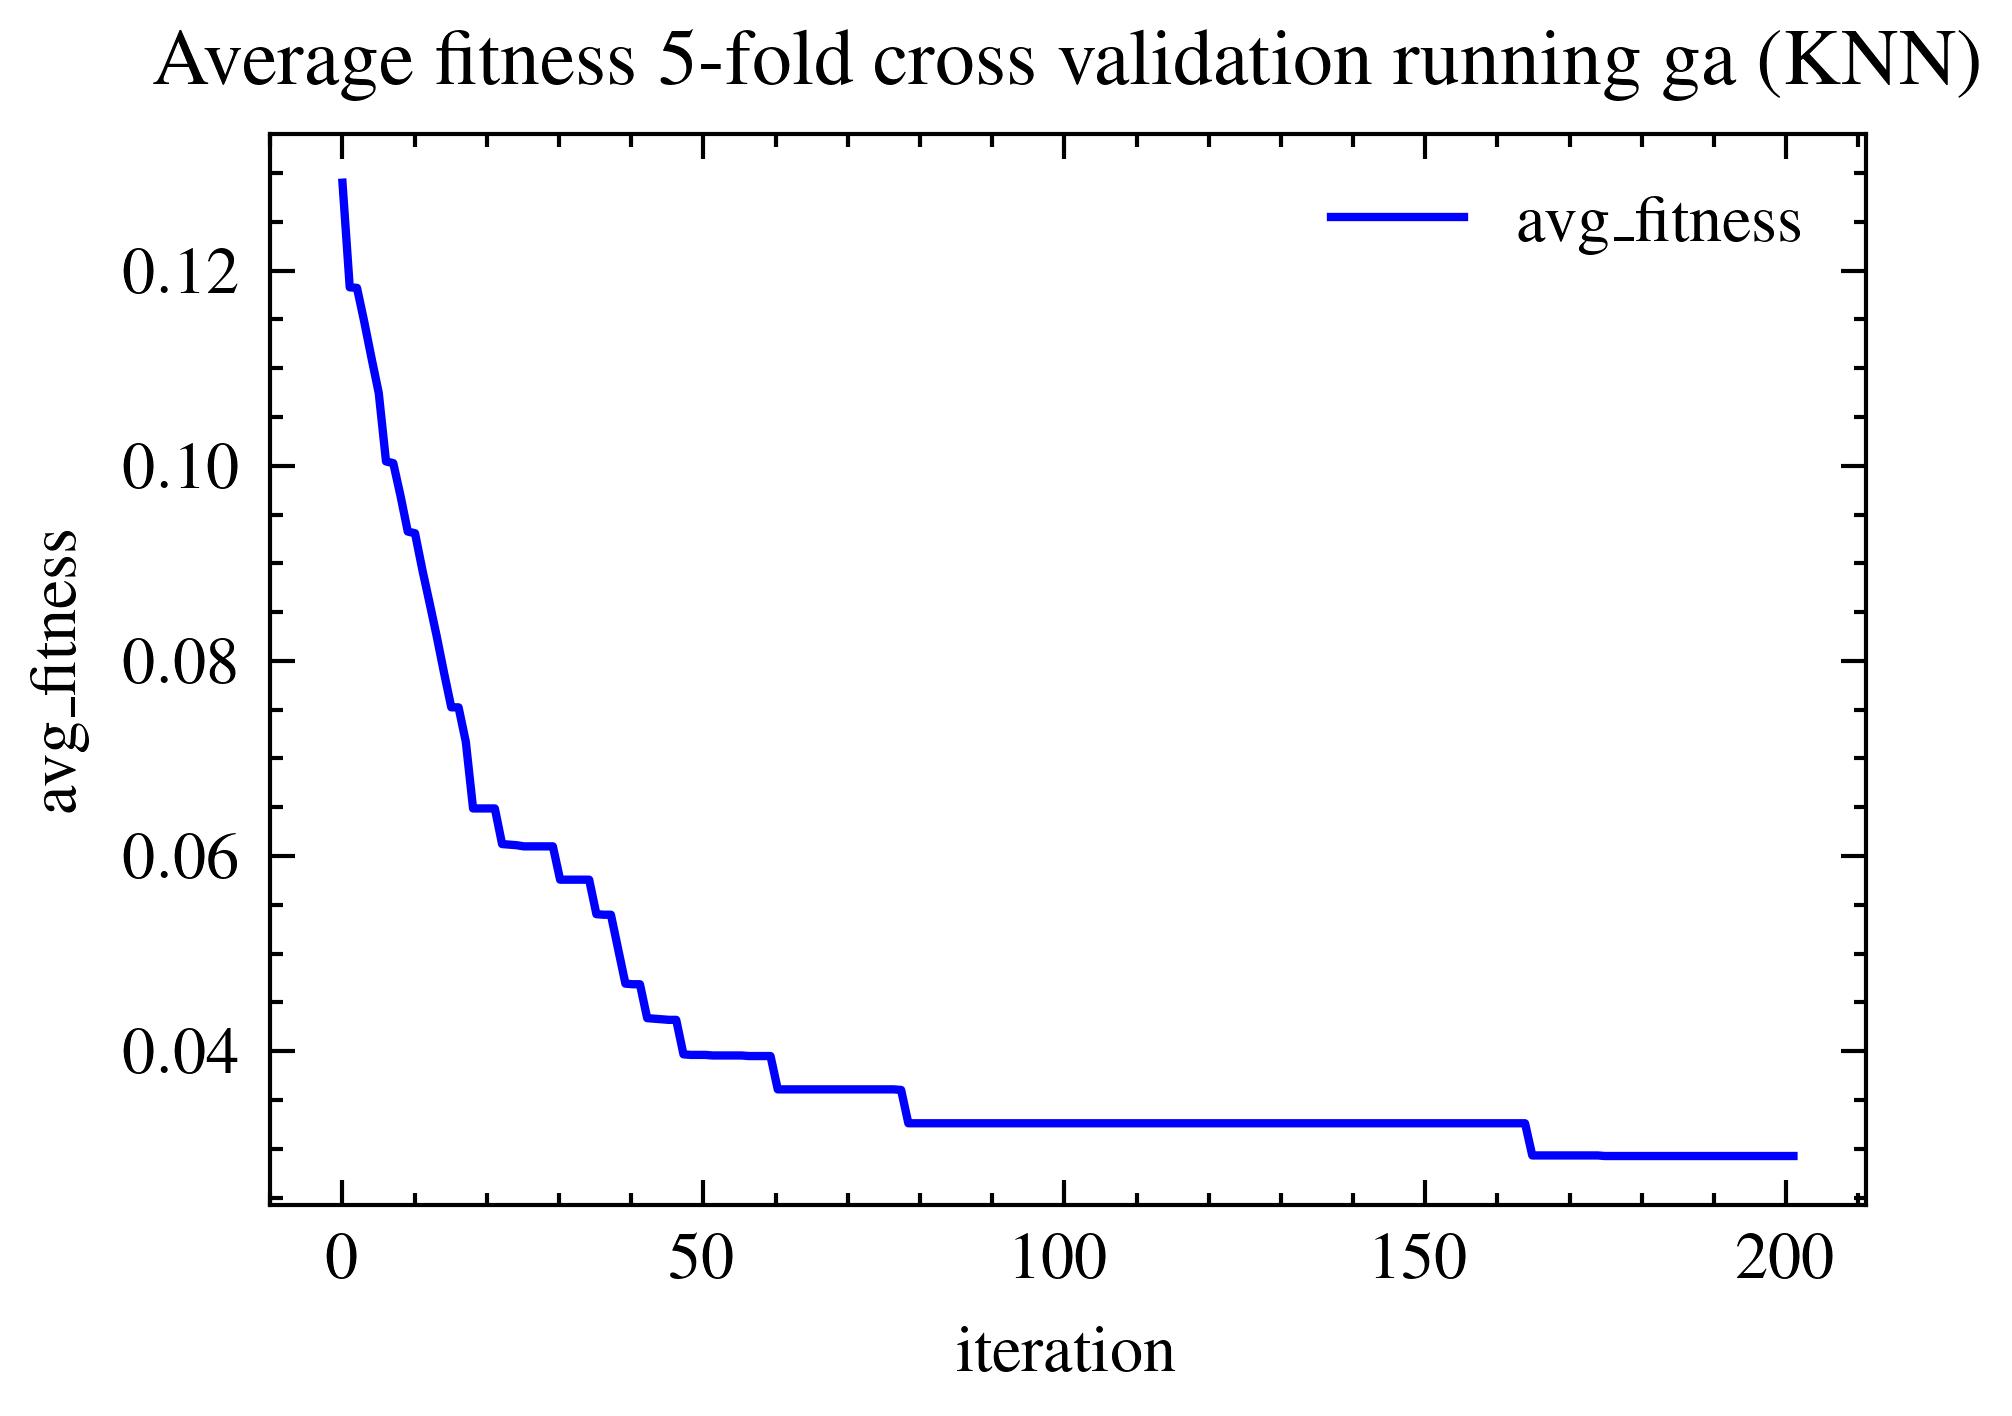 Average fitness 5-fold cross validation running ga (KNN)
avg_fitness
0.12
0.10
0.08
0.06
0.04
avg_fitness
0 50 100 150 200
iteration